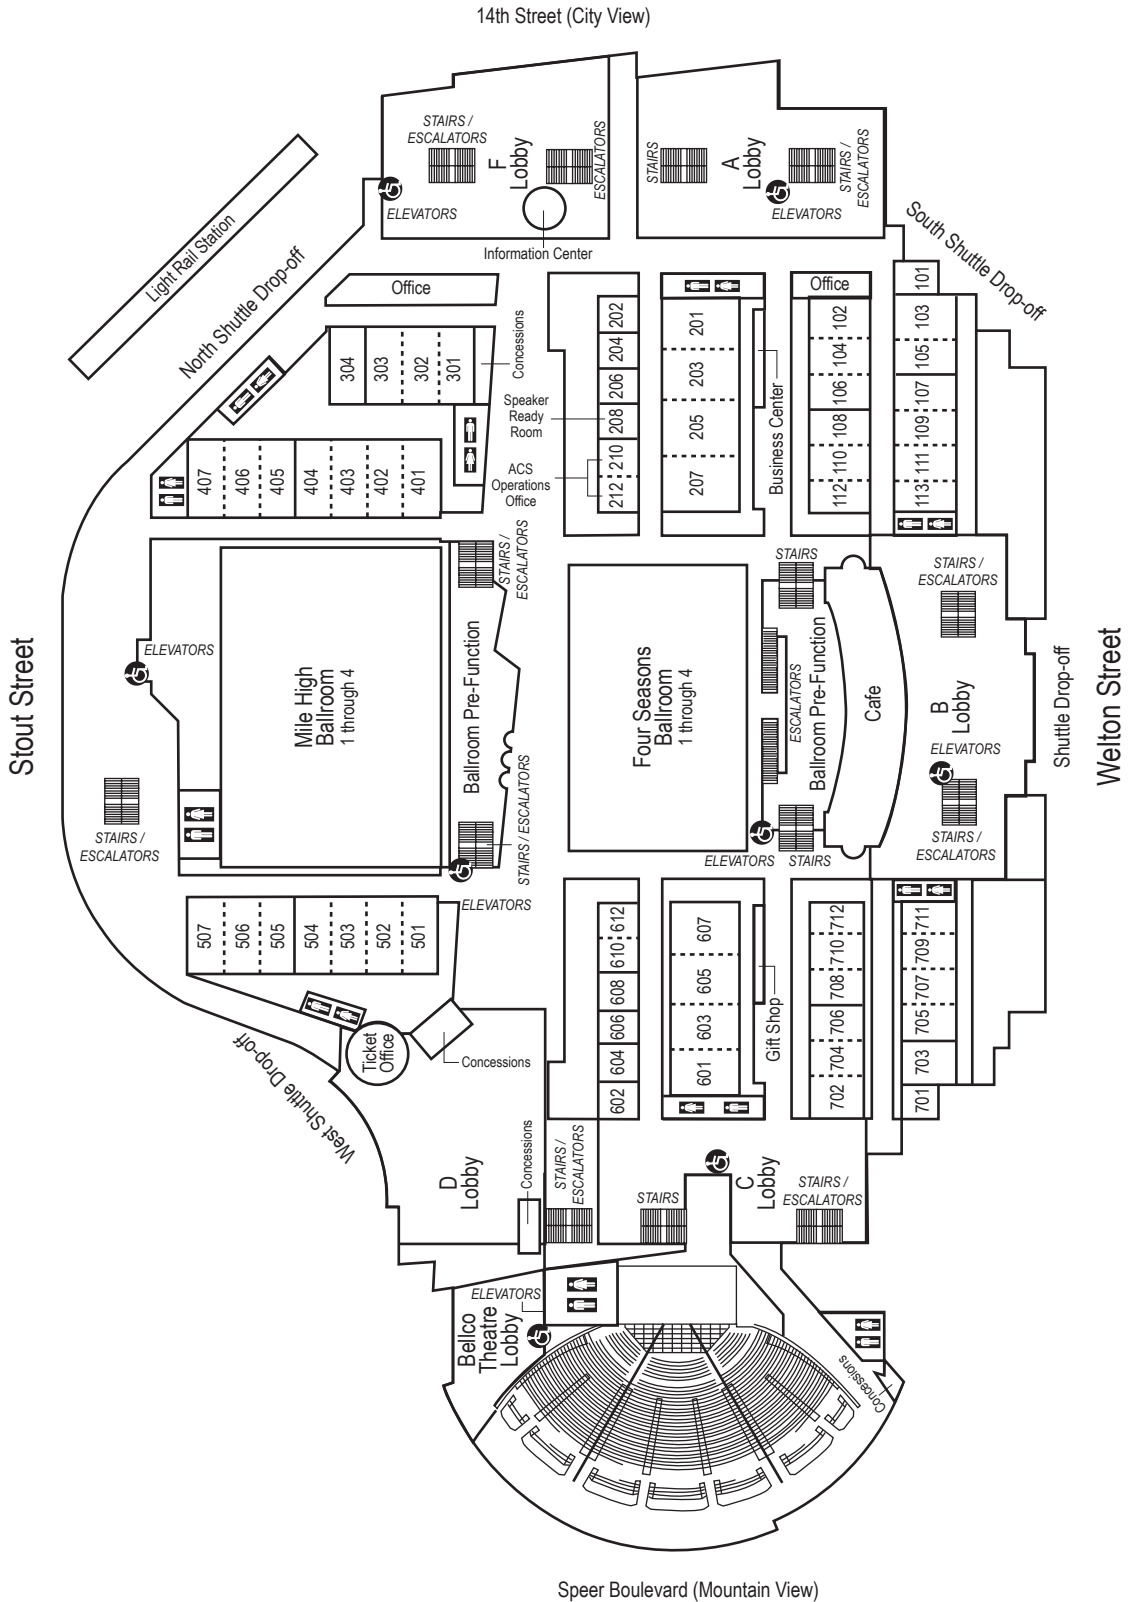 14th Street (City View)
STAIRS /
ESCALATORS
F
Lobby
ESCALATORS
ELEVATORS
Information Center
STAIRS
A
Lobby
STAIRS /
ESCALATORS
ELEVATORS
Light Rail Station
North Shuttle Drop-off
South Shuttle Drop-off
Office
304
303
302
301
Concessions
407
406
405
404
403
402
401
202
204
206
208
210
212
Speaker
Ready
Room
ACS
Operations
Office
201
203
205
207
Business Center
Office
102
104
106
108
110
112
101
103
105
107
109
111
113
STAIRS /
ESCALATORS
STAIRS
STAIRS /
ESCALATORS
Stout Street
ELEVATORS
Mile High
Ballroom
1 through 4
Ballroom Pre-Function
Four Seasons
Ballroom
1 through 4
ESCALATORS
Ballroom Pre-Function
Cafe
B
Lobby
ELEVATORS
Shuttle Drop-off
Welton Street
STAIRS /
ESCALATORS
STAIRS / ESCALATORS
ELEVATORS
ELEVATORS
STAIRS
STAIRS /
ESCALATORS
507
506
505
504
503
502
501
612
610
608
606
604
602
607
605
603
601
Gift Shop
712
710
708
706
704
702
711
709
707
705
703
701
West Shuttle Drop-off
Ticket
Office
Concessions
D
Lobby
Concessions
STAIRS /
ESCALATORS
STAIRS
C
Lobby
STAIRS /
ESCALATORS
ELEVATORS
Bellco
Theatre
Lobby
Concessions
Speer Boulevard (Mountain View)